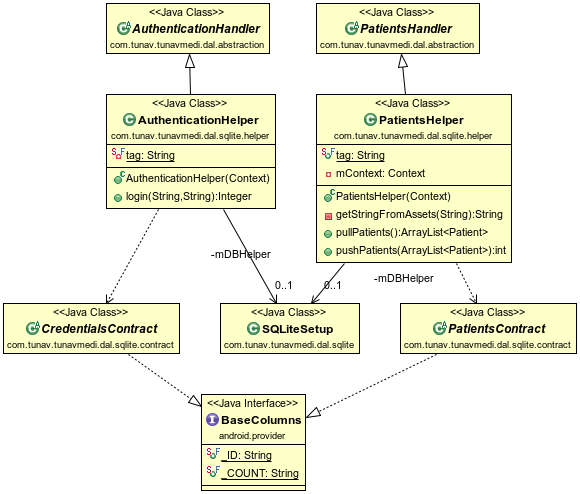 <<Java Class>>
AuthenticationHandler
com.tunav.tunavmedi.dal.abstraction
<<Java Class>>
PatientsHandler
com.tunav.tunavmedi.dal.abstraction
<<Java Class>>
AuthenticationHelper
com.tunav.tunavmedi.dal.sqlite.helper
tag: String
AuthenticationHelper(Context)
login(String,String):Integer
<<Java Class>>
PatientsHelper
com.tunav.tunavmedi.dal.sqlite.helper
tag: String
mContext: Context
PatientsHelper(Context)
getStringFromAssets(String):String
pullPatients():ArrayList<Patient>
pushPatients(ArrayList<Patient>):int
-mDBHelper
0..1
-mDBHelper
0..1
<<Java Class>>
CredentialsContract
com.tunav.tunavmedi.dal.sqlite.contract
<<Java Class>>
SQLiteSetup
com.tunav.tunavmedi.dal.sqlite
<<Java Class>>
PatientsContract
com.tunav.tunavmedi.dal.sqlite.contract
<<Java Interface>>
BaseColumns
android.provider
_ID: String
_COUNT: String